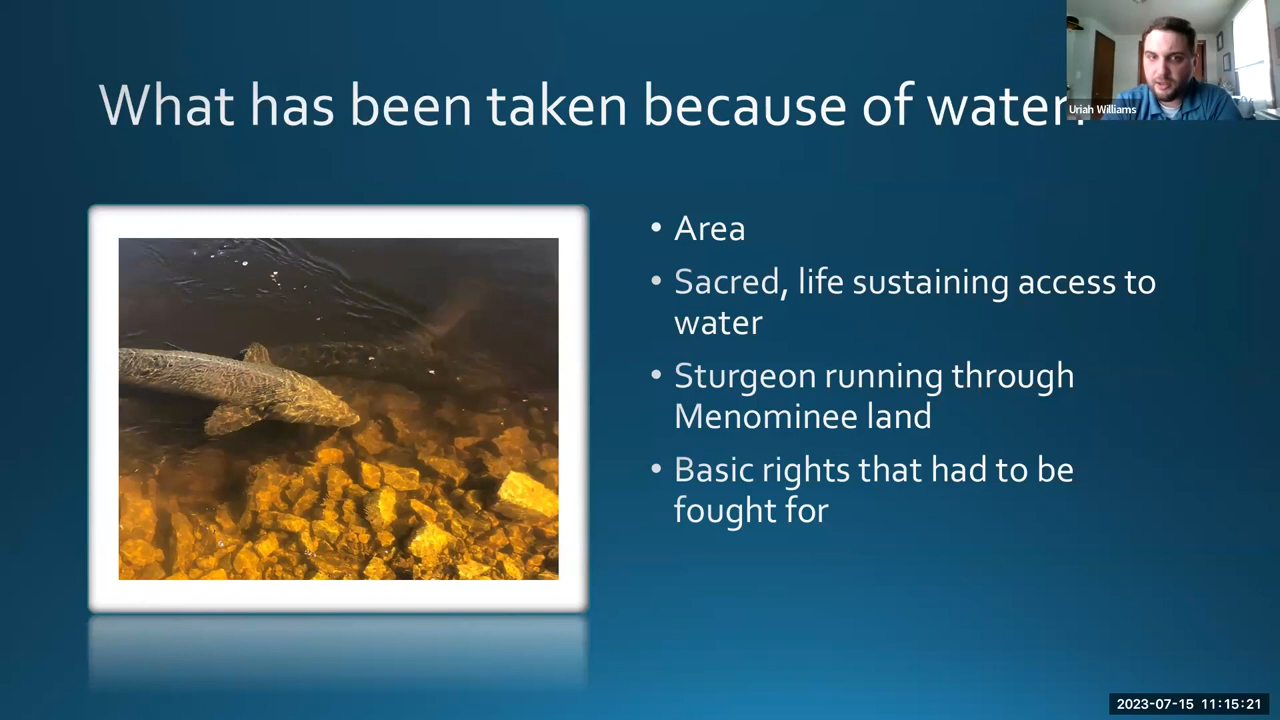 What has been taken because of water?
Uriah Williams
• Area
• Sacred, life sustaining access to
water
• Sturgeon running through
Menominee land
• Basic rights that had to be
fought for
2023-07-15 11:15:21